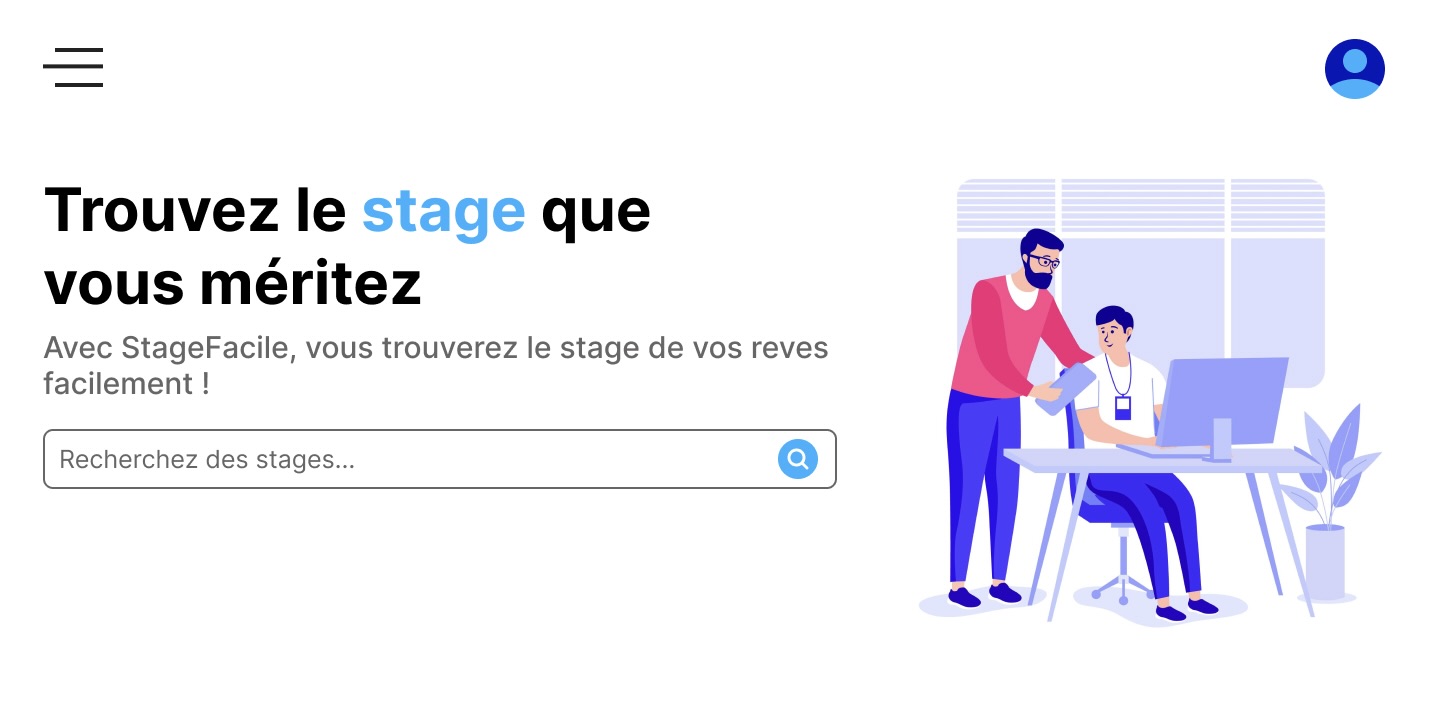 Trouvez le stage que
vous méritez
Avec StageFacile, vous trouverez le stage de vos reves
facilement !
Recherchez des stages...